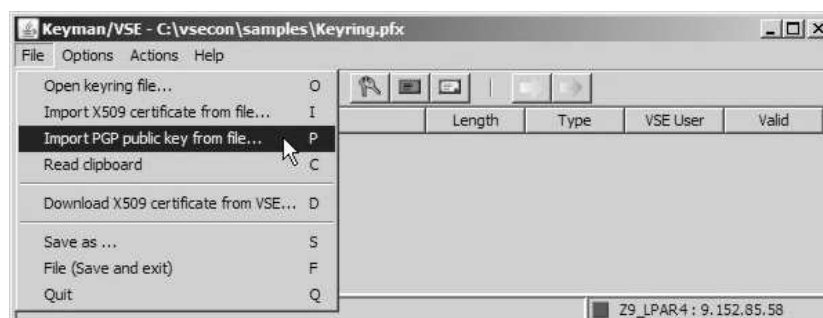 Keyman/VSE - C:\vsecon\samples\Keyring.pfx
File Options Actions Help
Open keyring file... O
Import X509 certificate from file... I
Import PGP public key from file... P
Read clipboard C
Download X509 certificate from VSE... D
Save as ... S
File (Save and exit) F
Quit Q
Length Type VSE User Valid
Z9_LPAR4 : 9.152.85.58